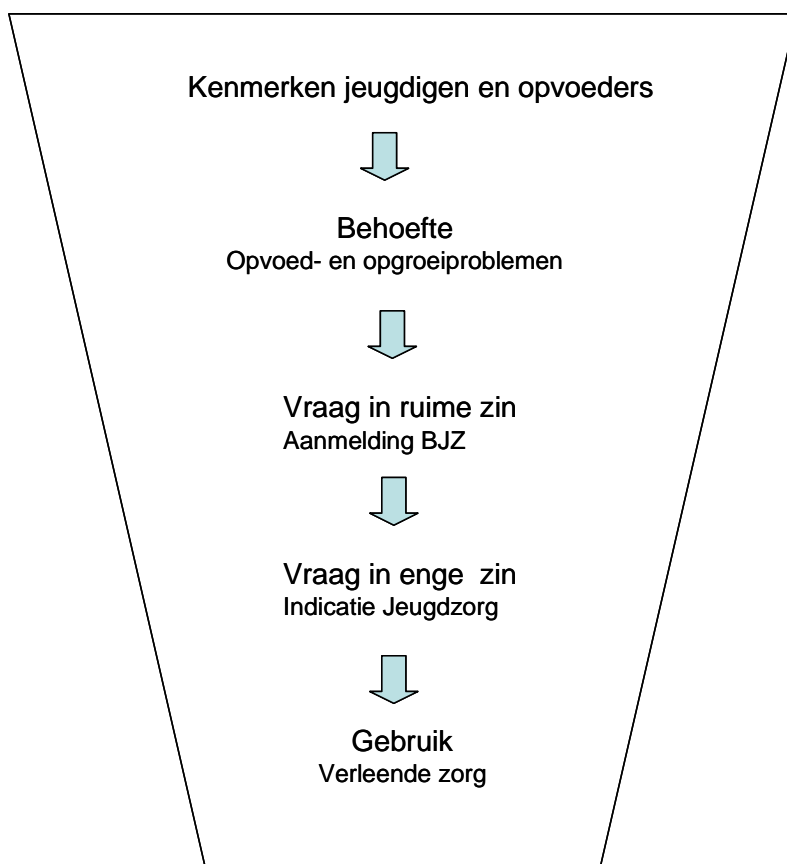 Kenmerken jeugdigen en opvoeders
Behoefte
Opvoed- en opgroeiproblemen
Vraag in ruime zin
Aanmelding BJZ
Vraag in enge  zin
Indicatie Jeugdzorg
Gebruik
Verleende zorg